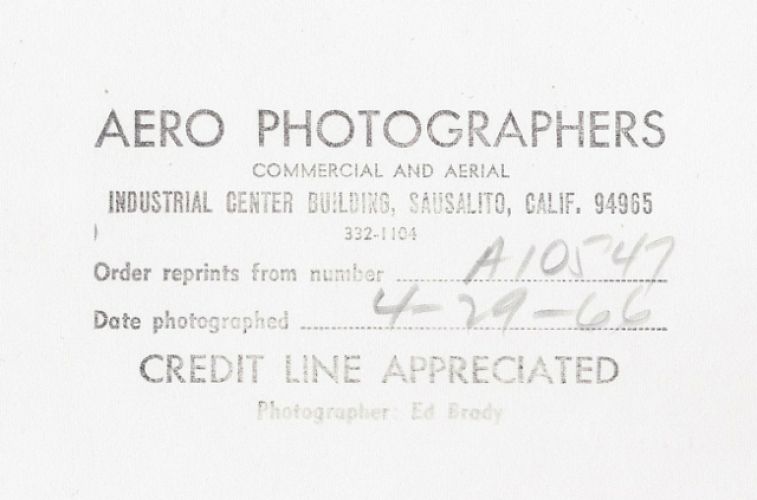 AERO PHOTOGRAPHERS
COMMERCIAL AND AERIAL
INDUSTRIAL CENTER BUILDING, SAUSALITO, CALIF. 94965
332-1104
Order reprints from number A10547
Date photographed 4-29-66
CREDIT LINE APPRECIATED
Photographer: Ed Brady